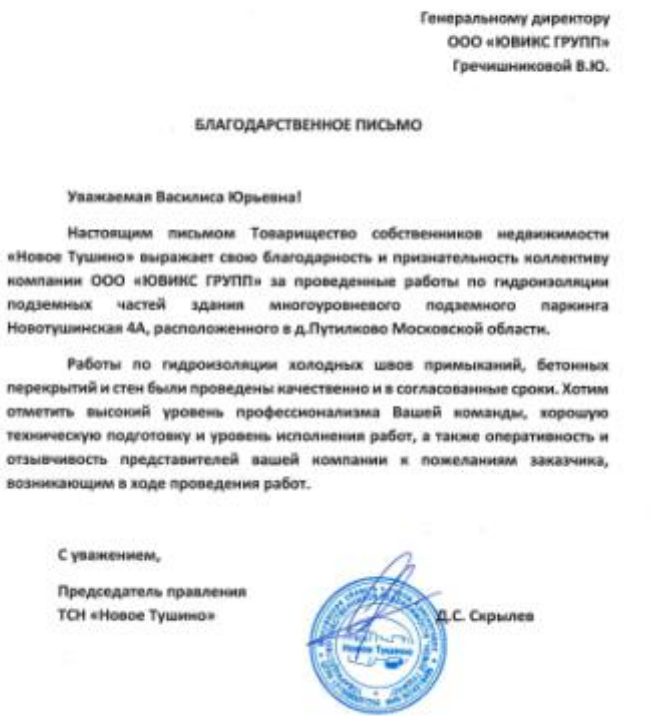 Генеральному директору
ООО «ЮВИКС ГРУПП»
Гречишниковой В.Ю.
БЛАГОДАРСТВЕННОЕ ПИСЬМО
Уважаемая Василиса Юрьевна!
Настоящим письмом Товарищество собственников недвижимости
«Новое Тушино» выражает свою благодарность и признательность коллективу
компании ООО «ЮВИКС ГРУПП» за проведенные работы по гидроизоляции
подземных частей здания многоуровневого подземного паркинга
Новотушинская 4А, расположенного в д.Путилково Московской области.
Работы по гидроизоляции холодных швов примыканий, бетонных
перекрытий и стен были проведены качественно и в согласованные сроки. Хотим
отметить высокий уровень профессионализма Вашей команды, хорошую
техническую подготовку и уровень исполнения работ, а также оперативность и
отзывчивость представителей вашей компании к пожеланиям заказчика,
возникающим в ходе проведения работ.
С уважением,
Председатель правления
ТСН «Новое Тушино»
Д.С. Скрылев
Новое Тушино